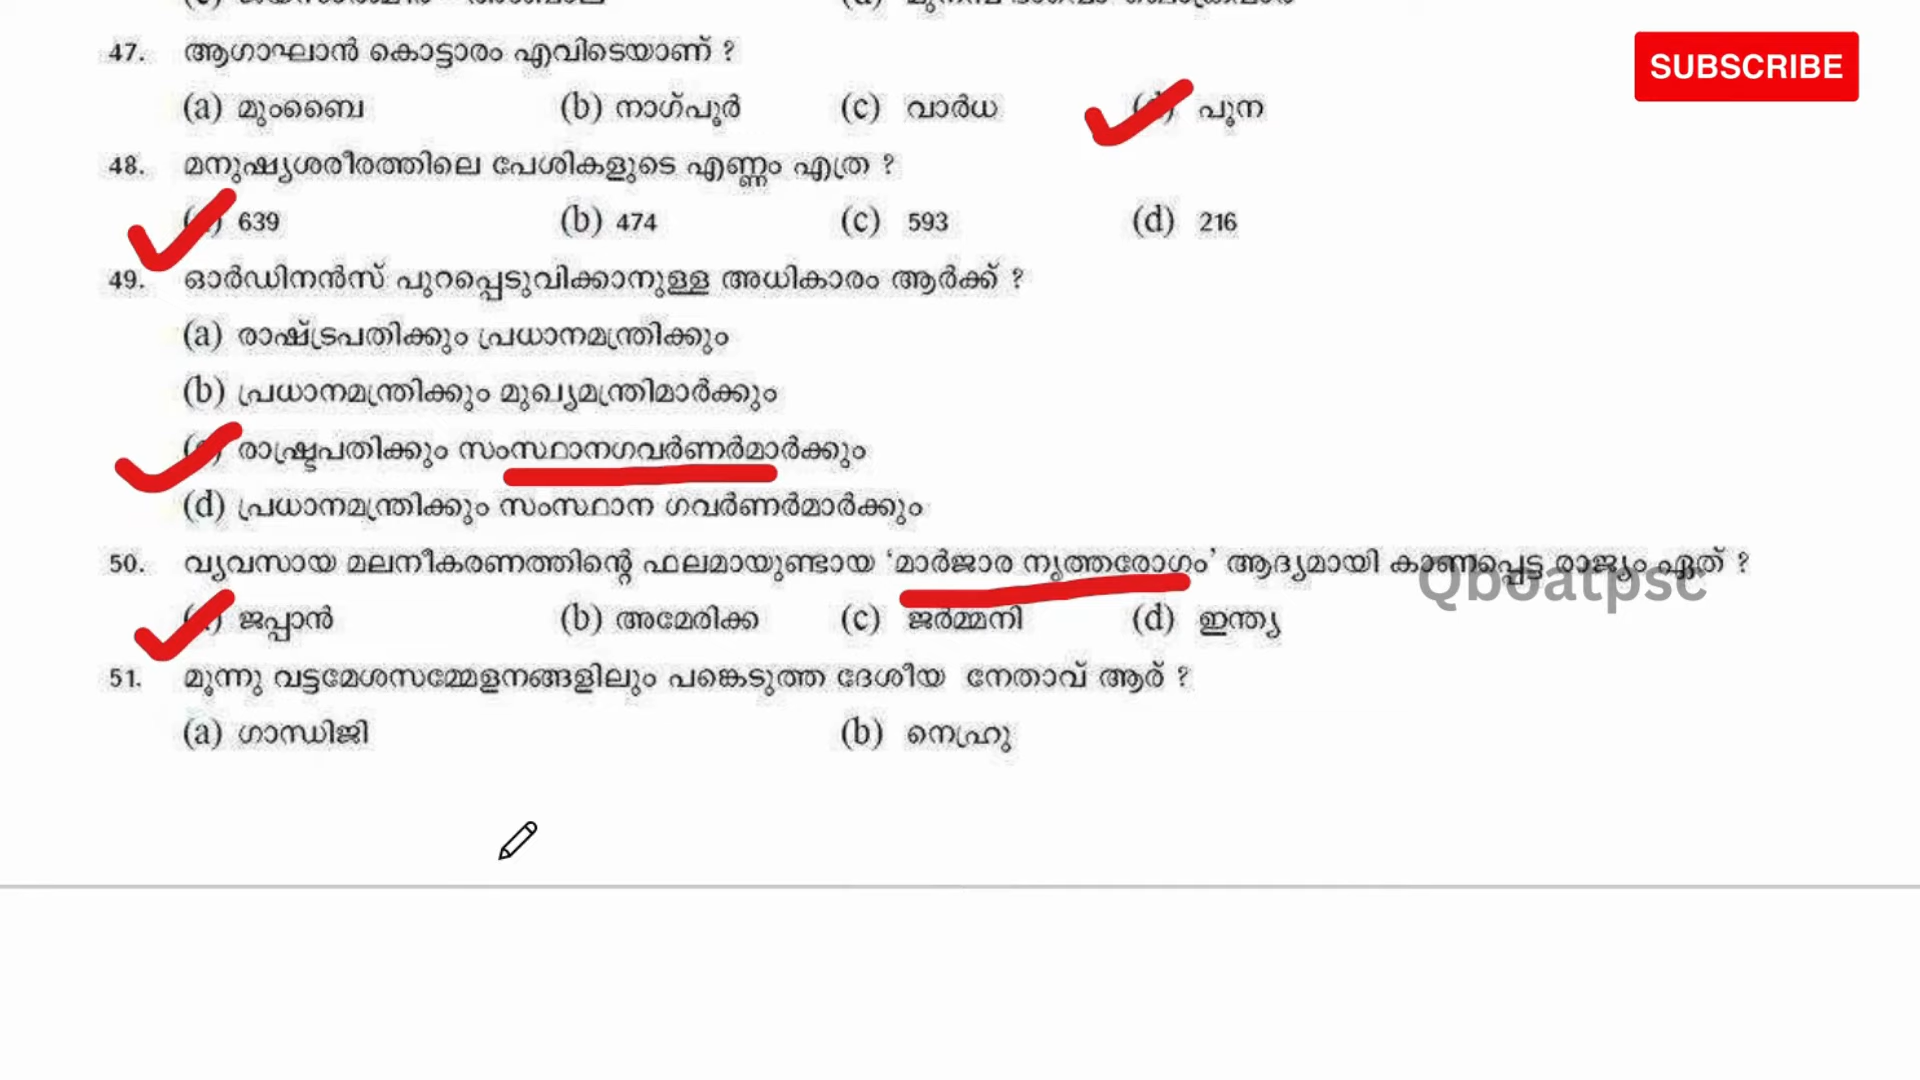 SUBSCRIBE
47. ആഗാഘാൻ കൊട്ടാരം എവിടെയാണ് ?
(a) മുംബൈ (b) നാഗ്പൂർ (c) വാർധ പൂന
48. മനുഷ്യശരീരത്തിലെ പേശികളുടെ എണ്ണം എത്ര ?
639 (b) 474 (c) 593 (d) 216
49. ഓർഡിനൻസ് പുറപ്പെടുവിക്കാനുള്ള അധികാരം ആർക്ക് ?
(a) രാഷ്ട്രപതിക്കും പ്രധാനമന്ത്രിക്കും
(b) പ്രധാനമന്ത്രിക്കും മുഖ്യമന്ത്രിമാർക്കും
രാഷ്ട്രപതിക്കും സംസ്ഥാനഗവർണർമാർക്കും
(d) പ്രധാനമന്ത്രിക്കും സംസ്ഥാന ഗവർണർമാർക്കും
50. വ്യവസായ മലനീകരണത്തിന്റെ ഫലമായുണ്ടായ ‘മാർജാര നൃത്തരോഗം’ ആദ്യമായി കാണപ്പെട്ട രാജ്യം ഏത് ?
Qboatpsc
ജപ്പാൻ (b) അമേരിക്ക (c) ജർമ്മനി (d) ഇന്ത്യ
51. മൂന്നു വട്ടമേശസമ്മേളനങ്ങളിലും പങ്കെടുത്ത ദേശീയ നേതാവ് ആര് ?
(a) ഗാന്ധിജി (b) നെഹ്രു